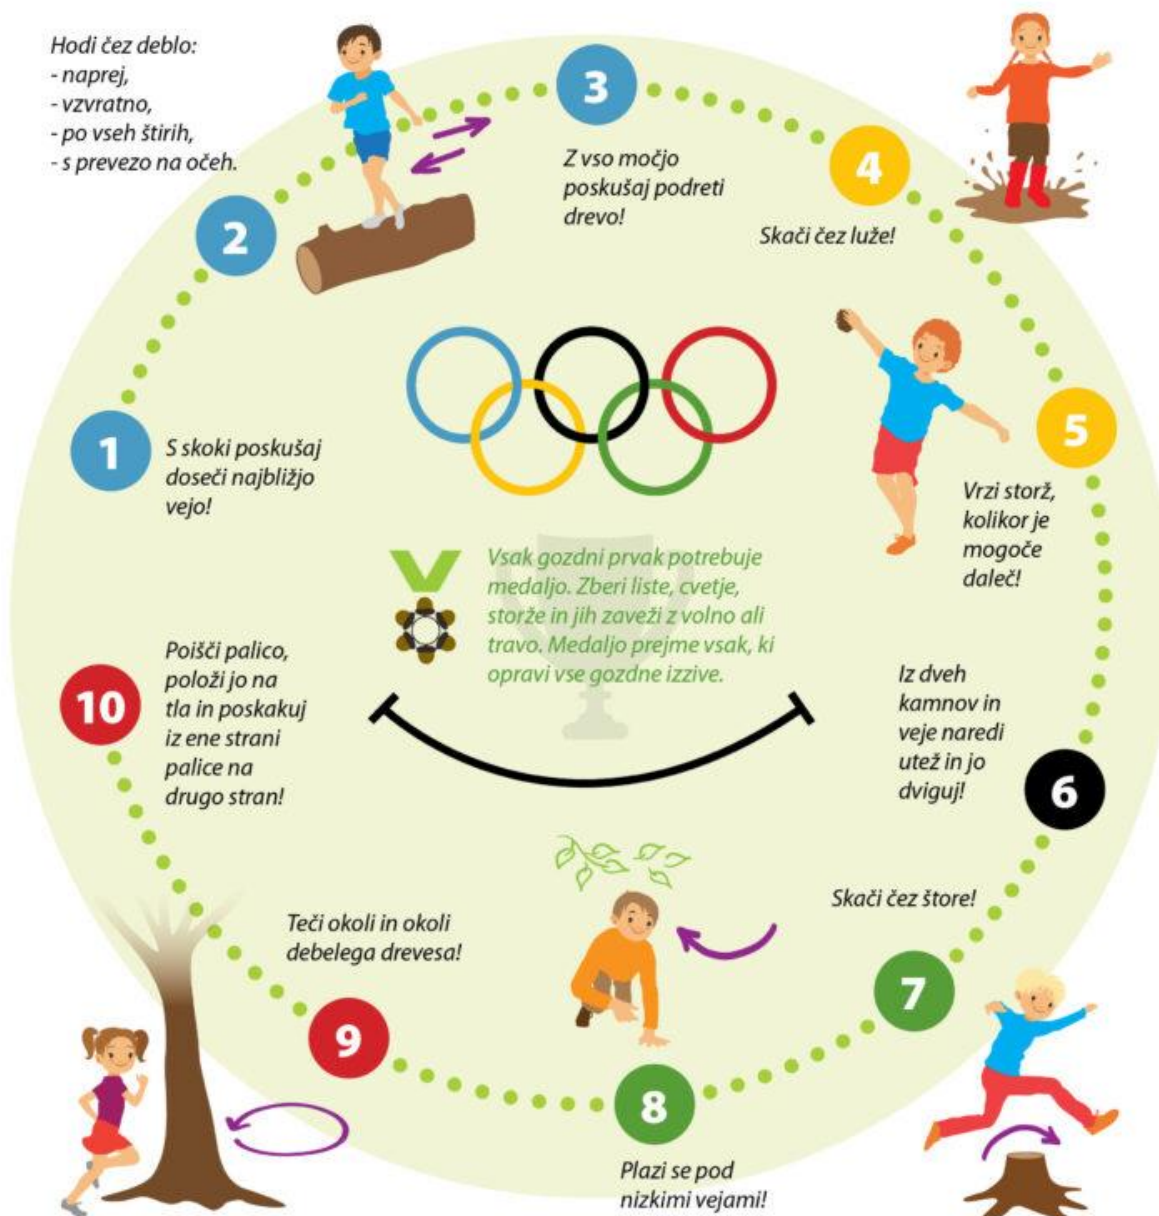 1
S skoki poskušaj
doseči najbližjo
vejo!
2
Hodi čez deblo:
- naprej,
- vzvratno,
- po vseh štirih,
- s prevezo na očeh.
3
Z vso močjo
poskušaj podreti
drevo!
4
Skači čez luže!
5
Vrzi storž,
kolikor je
mogoče
daleč!
6
Iz dveh
kamnov in
veje naredi
utež in jo
dviguj!
7
Skači čez štore!
8
Plazi se pod
nizkimi vejami!
9
Teči okoli in okoli
debelega drevesa!
10
Poišči palico,
položi jo na
tla in poskakuj
iz ene strani
palice na
drugo stran!
Vsak gozdni prvak potrebuje
medaljo. Zberi liste, cvetje,
storže in jih zaveži z volno ali
travo. Medaljo prejme vsak, ki
opravi vse gozdne izzive.